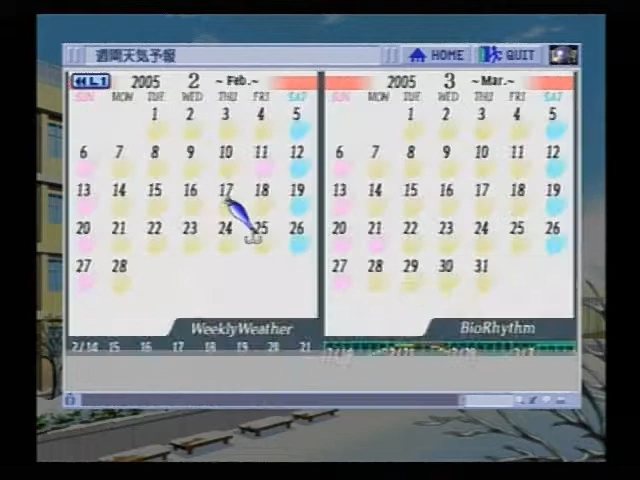 週間天気予報 HOME QUIT
L1 2005 2 ~Feb.~
SUN MON TUE WED THU FRI SAT
1 2 3 4 5
6 7 8 9 10 11 12
13 14 15 16 17 18 19
20 21 22 23 24 25 26
27 28
WeeklyWeather
2/14 15 16 17 18 19 20 21
2005 3 ~Mar.~
SUN MON TUE WED THU FRI SAT
1 2 3 4 5
6 7 8 9 10 11 12
13 14 15 16 17 18 19
20 21 22 23 24 25 26
27 28 29 30 31
BioRhythm